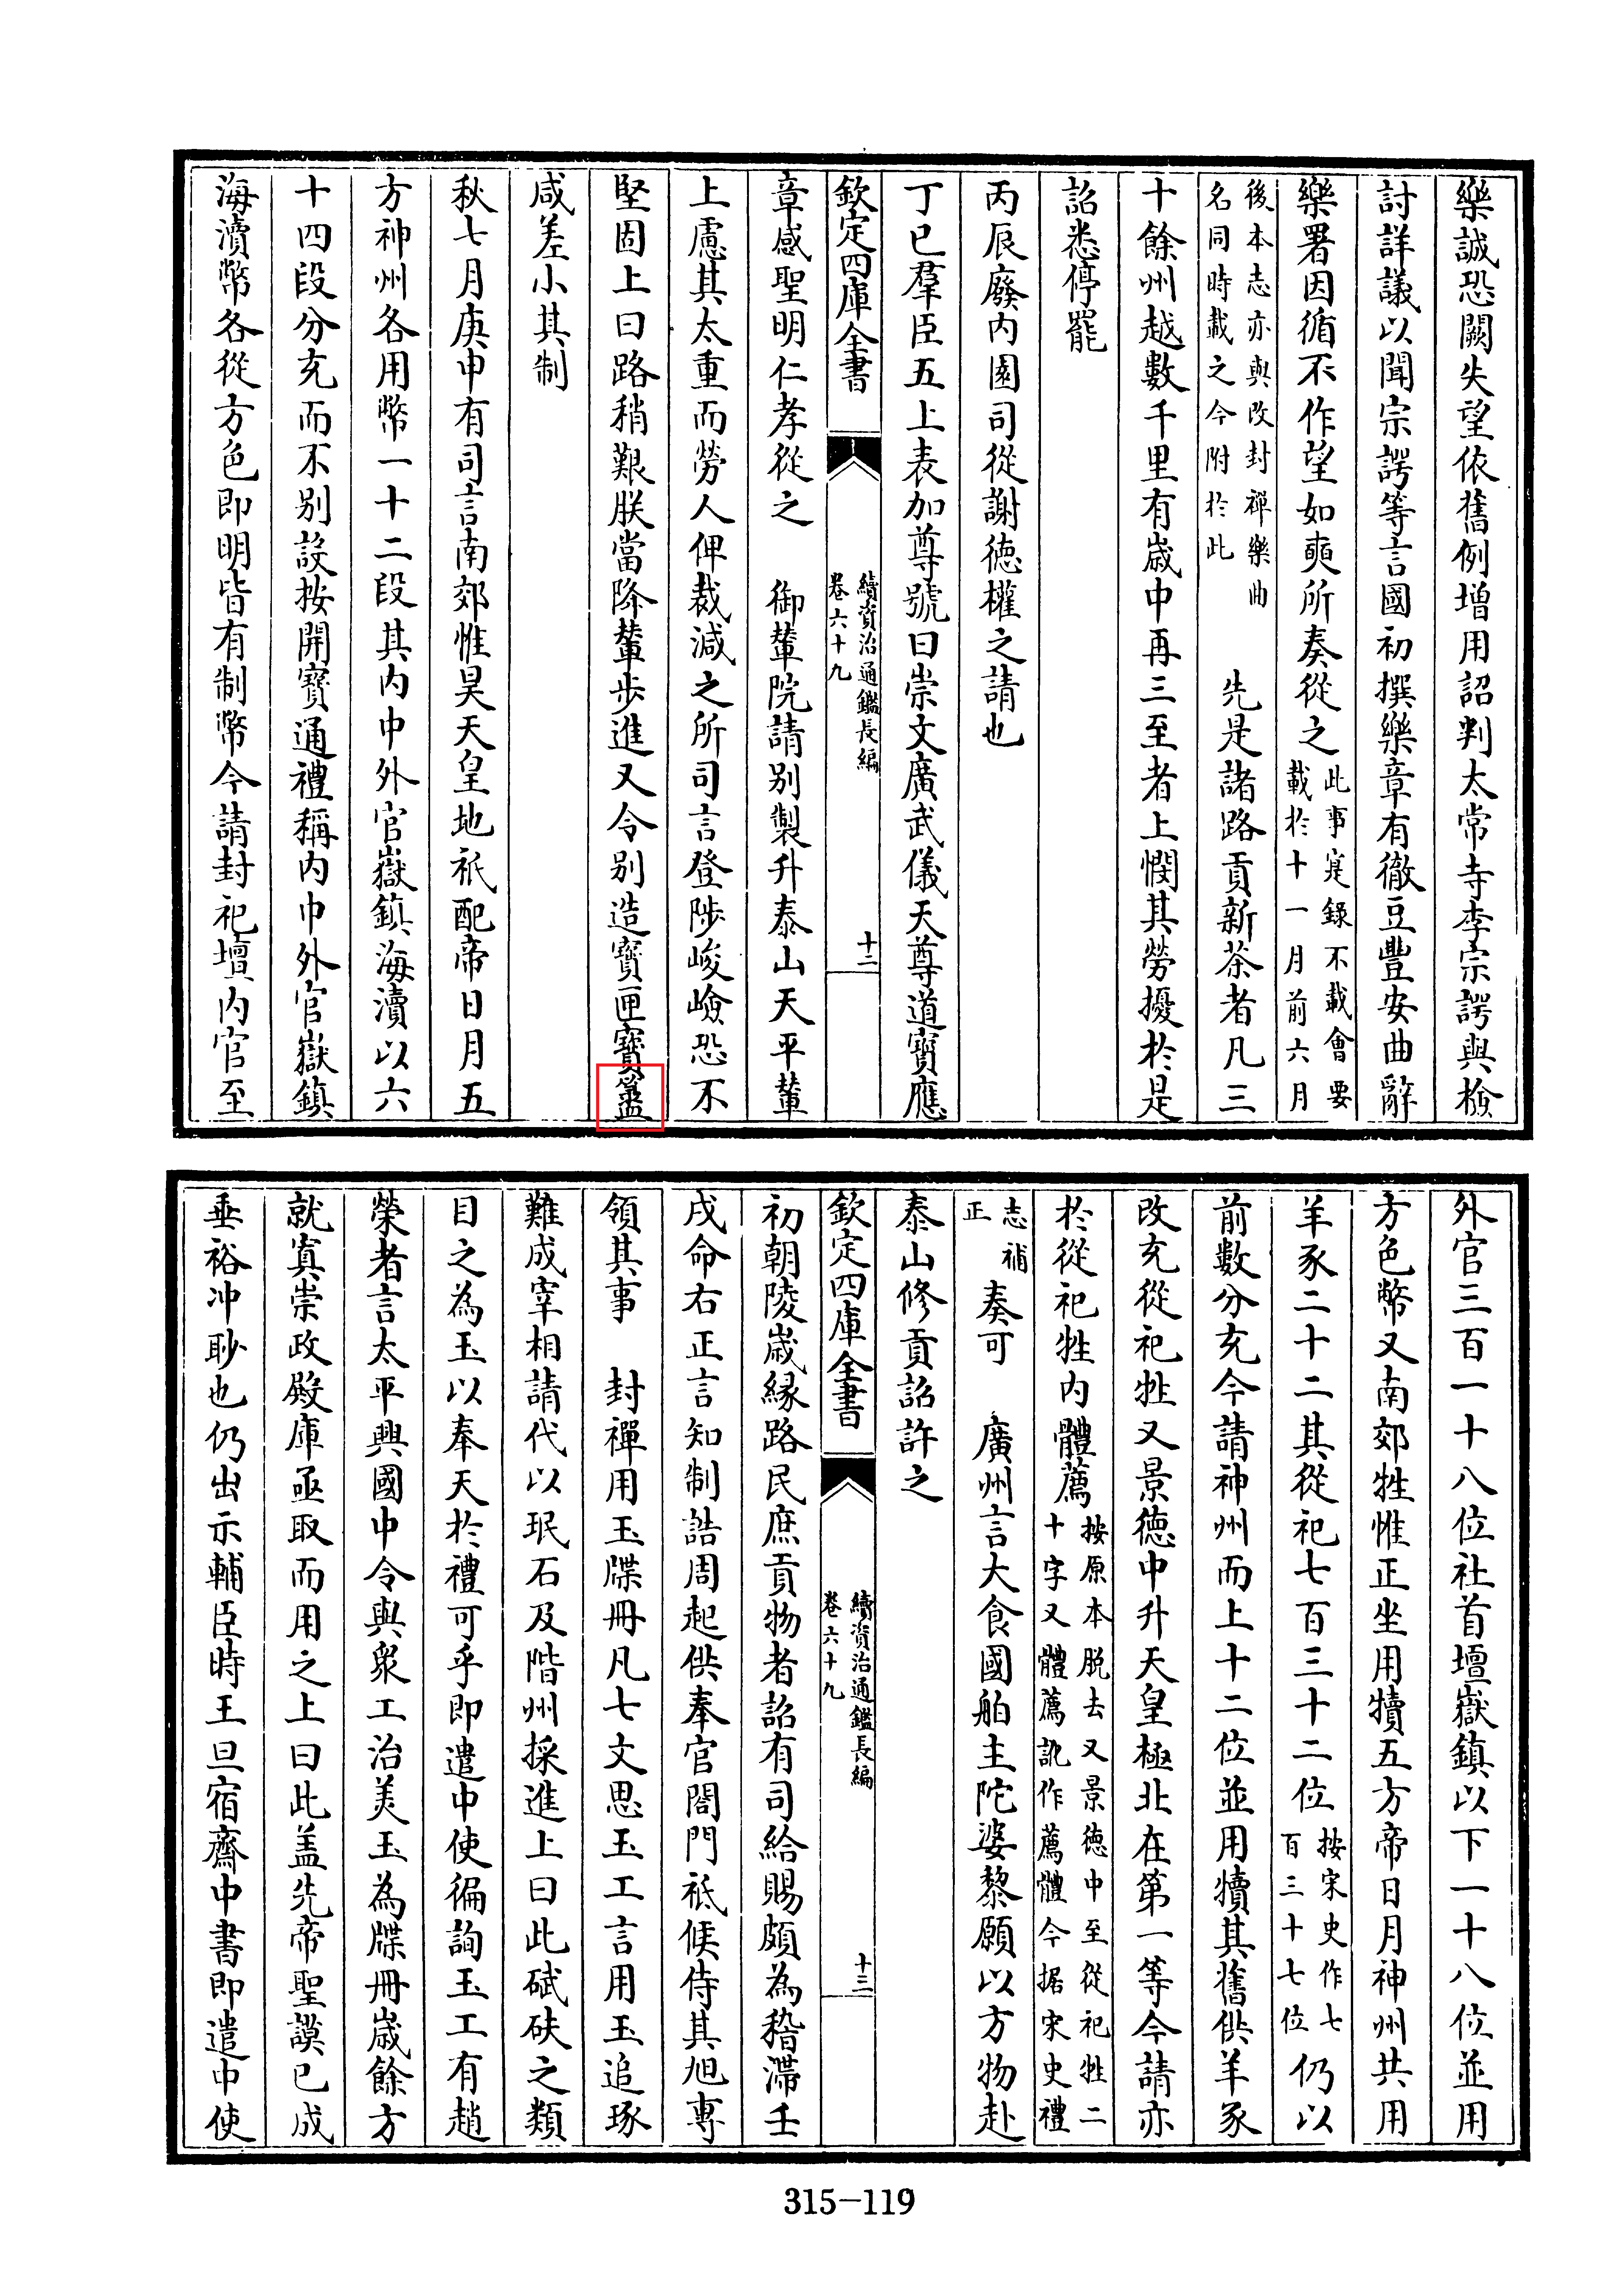 樂誠恐闕失望依舊例增用詔判太常寺李宗諤與檢
討詳議以聞宗諤等言國初撰樂章有徹豆豐安曲辭
樂署因循不作望如奭所奏從之此事寔録不載會要
載於十一月前六月
後本志亦與改封禪樂曲
名同時載之今附於此先是諸路貢新茶者凡三
十餘州越數千里有嵗中再三至者上憫其勞擾於是
詔悉停罷
丙辰廢内園司從謝徳權之請也
丁巳羣臣五上表加尊號曰崇文廣武儀天尊道寳應
欽定四庫全書
續資治通鑑長編
卷六十九
十二
章感聖明仁孝從之 御輦院請别製升泰山天平輦
上慮其太重而勞人俾裁減之所司言登陟峻嶮恐不
堅固上曰路稍艱朕當降輦步進又令别造寳匣寳
咸差小其制
秋七月庚申有司言南郊惟昊天皇地祇配帝日月五
方神州各用幣一十二段其内中外官嶽鎮海瀆以六
十四段分充而不别設按開寳通禮稱内中外官嶽鎮
海瀆幣各從方色即明皆有制幣今請封祀壇内官至
外官三百一十八位社首壇嶽鎮以下一十八位並用
方色幣又南郊牲惟正坐用犢五方帝日月神州共用
羊豕二十二其從祀七百三十二位按宋史作七
百三十七位仍以
前數分充今請神州而上十二位並用犢其舊供羊豕
改充從祀牲又景徳中升天皇極北在第一等今請亦
於從祀牲内體薦按原本脱去又景徳中至從祀牲二
十字又體薦訛作薦體今据宋史禮
志補
正奏可 廣州言大食國舶主陀婆黎願以方物赴
泰山修貢詔許之
欽定四庫全書
續資治通鑑長編
卷六十九
十三
初朝陵嵗縁路民庶貢物者詔有司給賜頗為稽滯壬
戌命右正言知制誥周起供奉官閤門祗候侍其旭專
領其事 封禪用玉牒冊凡七文思玉工言用玉追琢
難成宰相請代以珉石及階州採進上曰此碔砆之類
目之為玉以奉天於禮可乎即遣中使徧詢玉工有趙
榮者言太平興國中令與衆工治美玉為牒冊嵗餘方
就寘崇政殿庫亟取而用之上曰此盖先帝聖謨已成
垂裕冲眇也仍出示輔臣時王旦宿齋中書即遣中使
315-119